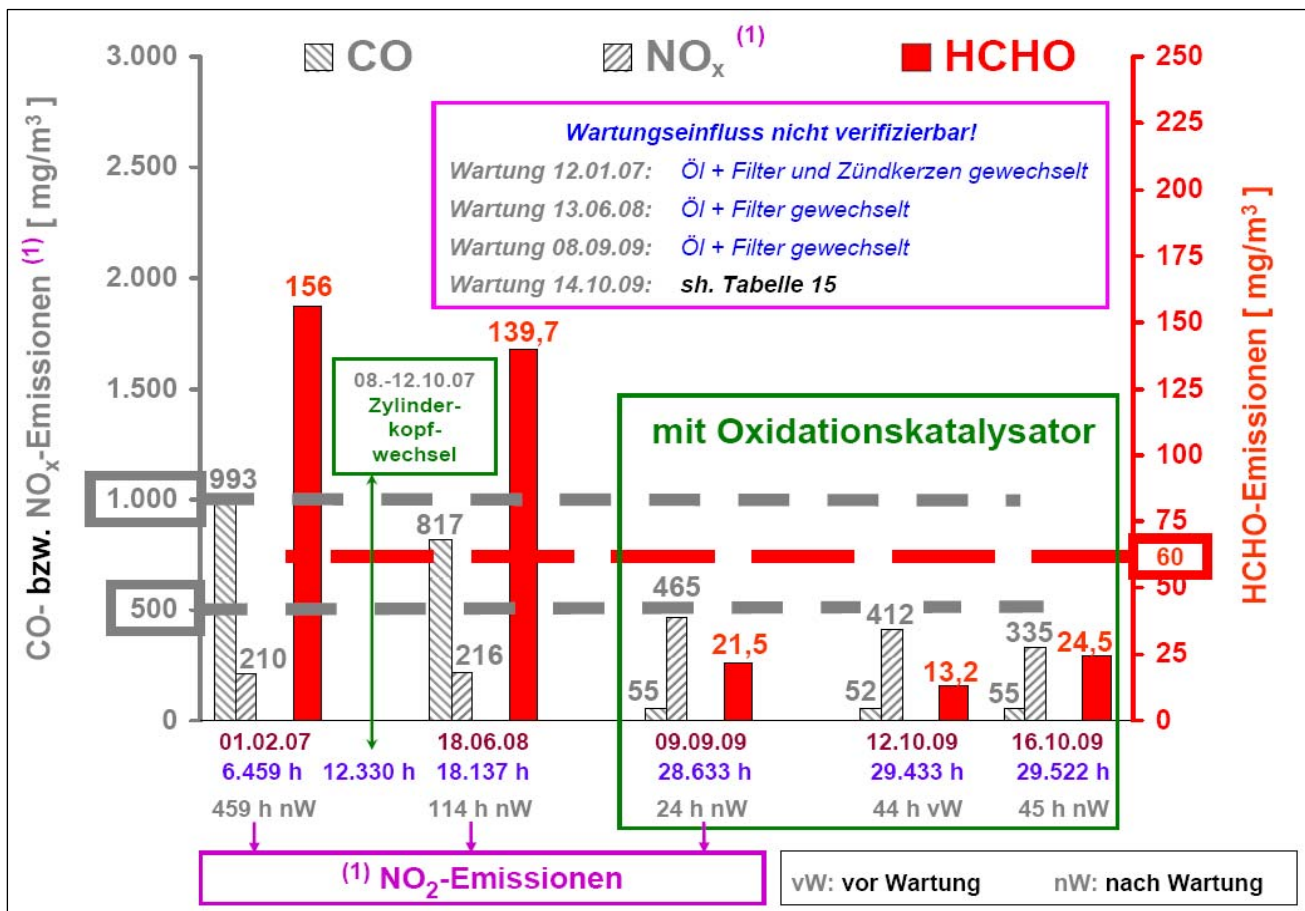 3.000
2.500
2.000
1.500
1.000
500
0
CO- bzw. NOx-Emissionen (1) [ mg/m³ ]
CO
NOx (1)
HCHO
250
225
200
175
150
125
100
75
60
50
25
0
HCHO-Emissionen [ mg/m³ ]
Wartungseinfluss nicht verifizierbar!
Wartung 12.01.07: Öl + Filter und Zündkerzen gewechselt
Wartung 13.06.08: Öl + Filter gewechselt
Wartung 08.09.09: Öl + Filter gewechselt
Wartung 14.10.09: sh. Tabelle 15
08.-12.10.07
Zylinder-
kopf-
wechsel
mit Oxidationskatalysator
993
210
156
817
216
139,7
55
465
21,5
52
412
13,2
55
335
24,5
01.02.07 18.06.08 09.09.09 12.10.09 16.10.09
6.459 h 12.330 h 18.137 h 28.633 h 29.433 h 29.522 h
459 h nW 114 h nW 24 h nW 44 h vW 45 h nW
(1) NO2-Emissionen
vW: vor Wartung nW: nach Wartung